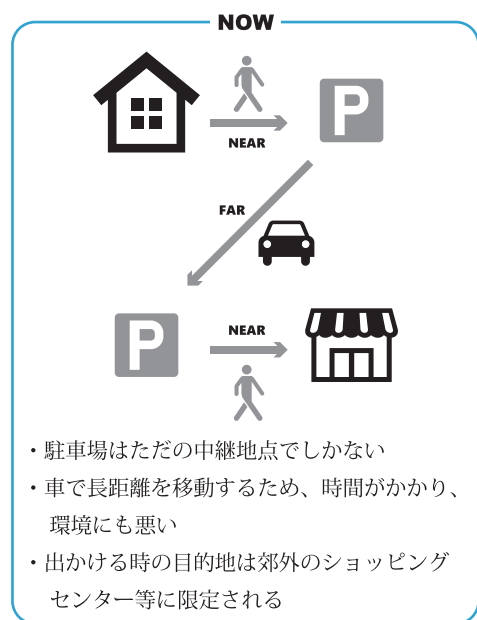 NOW
NEAR
P
FAR
P
NEAR
・駐車場はただの中継地点でしかない
・車で長距離を移動するため、時間がかかり、
環境にも悪い
・出かける時の目的地は郊外のショッピング
センター等に限定される